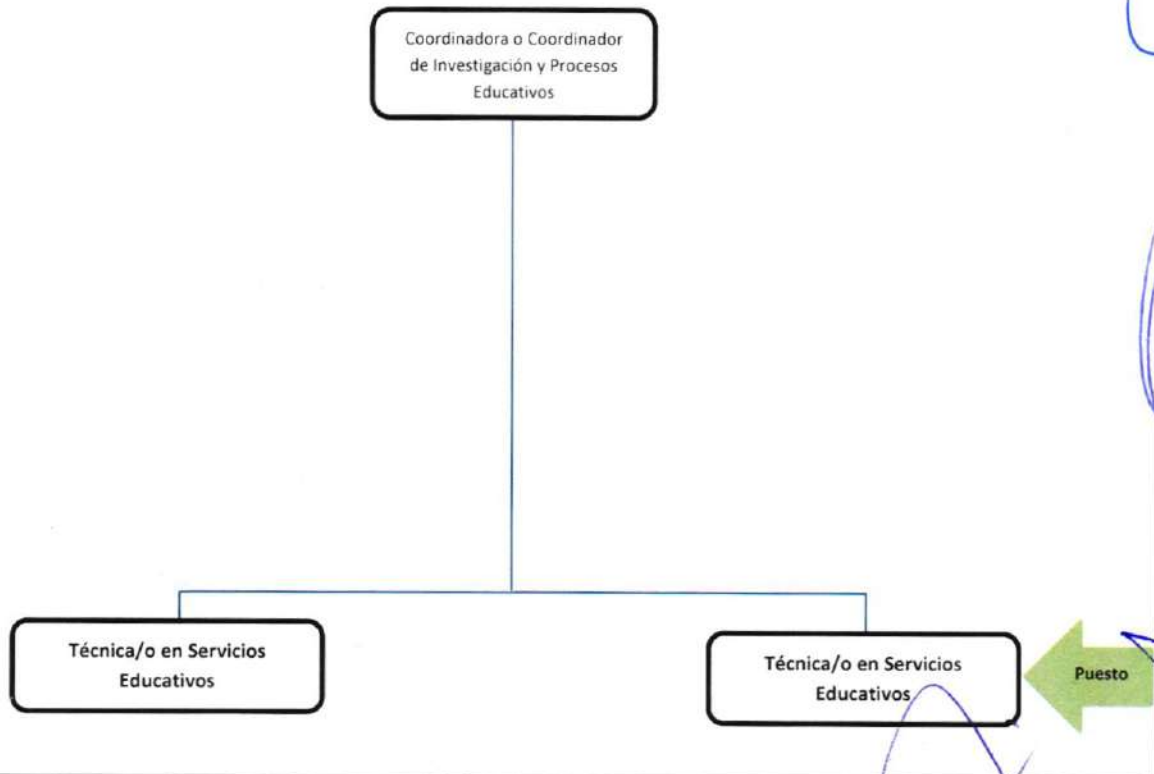 Coordinadora o Coordinador
de Investigación y Procesos
Educativos
Técnica/o en Servicios
Educativos
Técnica/o en Servicios
Educativos
Puesto